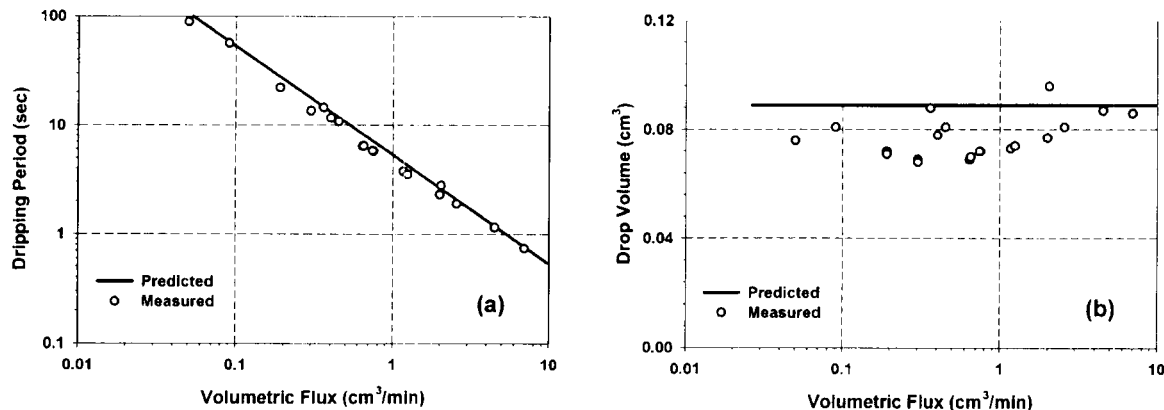 100
10
1
0.1
Dripping Period (sec)
Predicted
Measured
(a)
0.01
0.1
1
10
Volumetric Flux (cm³/min)
0.12
0.08
0.04
0.00
Drop Volume (cm³)
Predicted
Measured
(b)
0.01
0.1
1
10
Volumetric Flux (cm³/min)